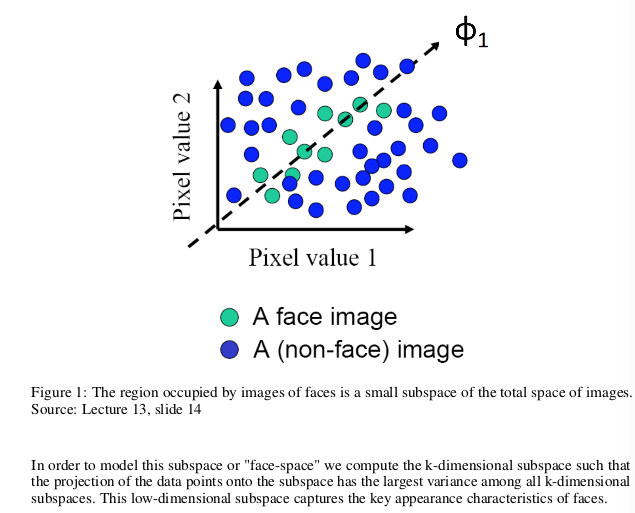 ϕ1
Pixel value 2
Pixel value 1
A face image
A (non-face) image
Figure 1: The region occupied by images of faces is a small subspace of the total space of images.
Source: Lecture 13, slide 14
In order to model this subspace or "face-space" we compute the k-dimensional subspace such that
the projection of the data points onto the subspace has the largest variance among all k-dimensional
subspaces. This low-dimensional subspace captures the key appearance characteristics of faces.